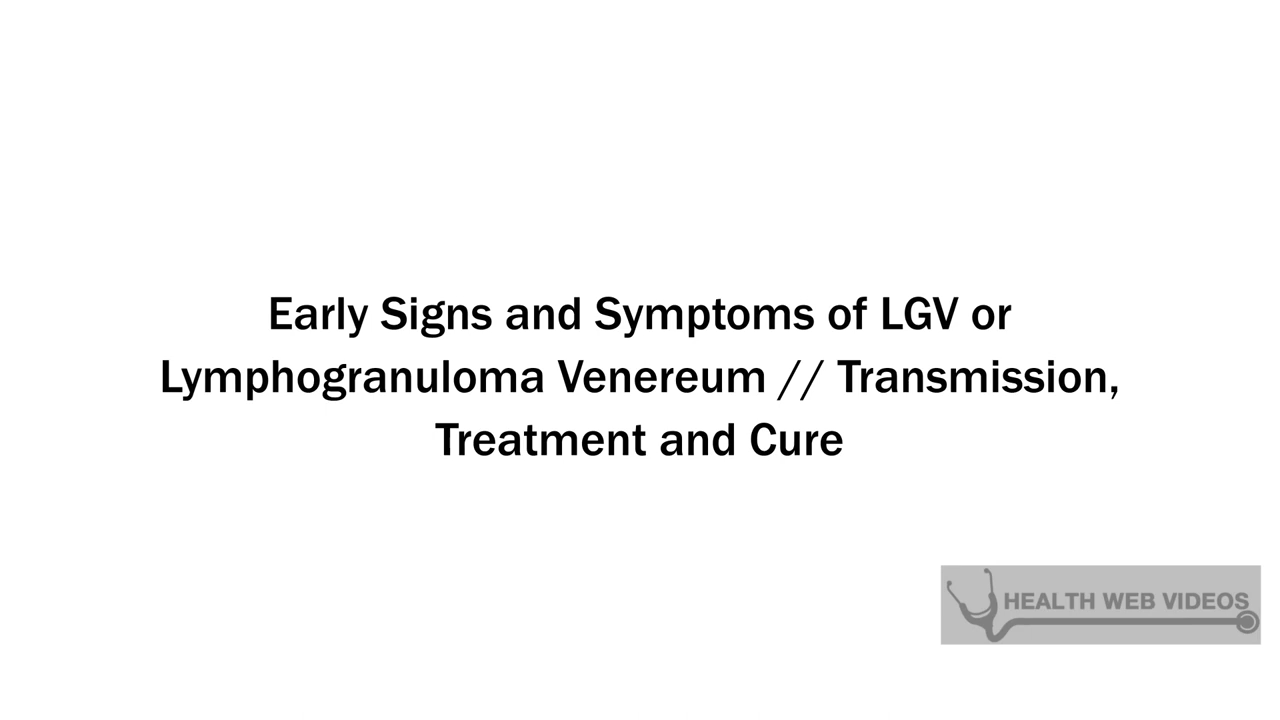 Early Signs and Symptoms of LGV or
Lymphogranuloma Venereum // Transmission,
Treatment and Cure
HEALTH WEB VIDEOS